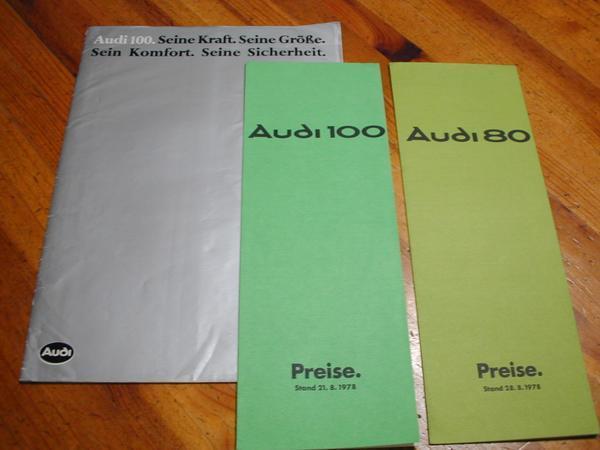 Audi 100. Seine Kraft. Seine Größe.
Sein Komfort. Seine Sicherheit.
Audi
Audi 100
Preise.
Stand 21. 8. 1978
Audi 80
Preise.
Stand 28. 8. 1978